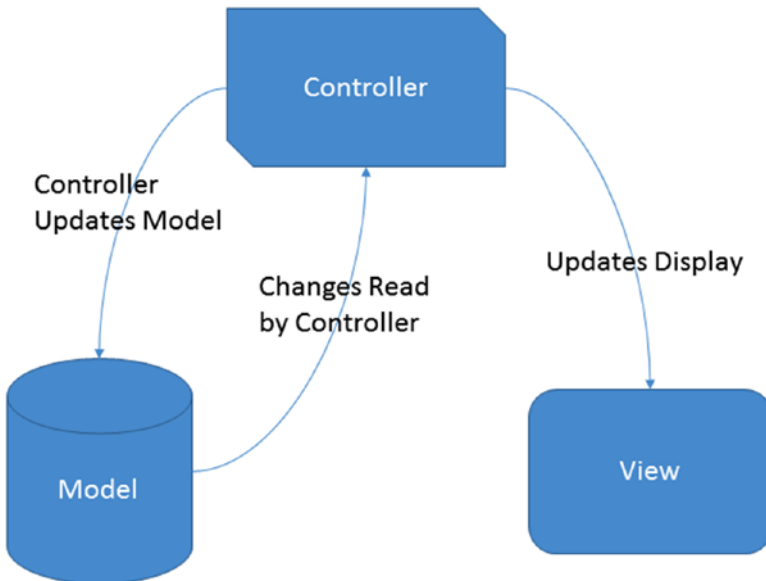 Controller
Controller
Updates Model
Changes Read
by Controller
Updates Display
Model
View